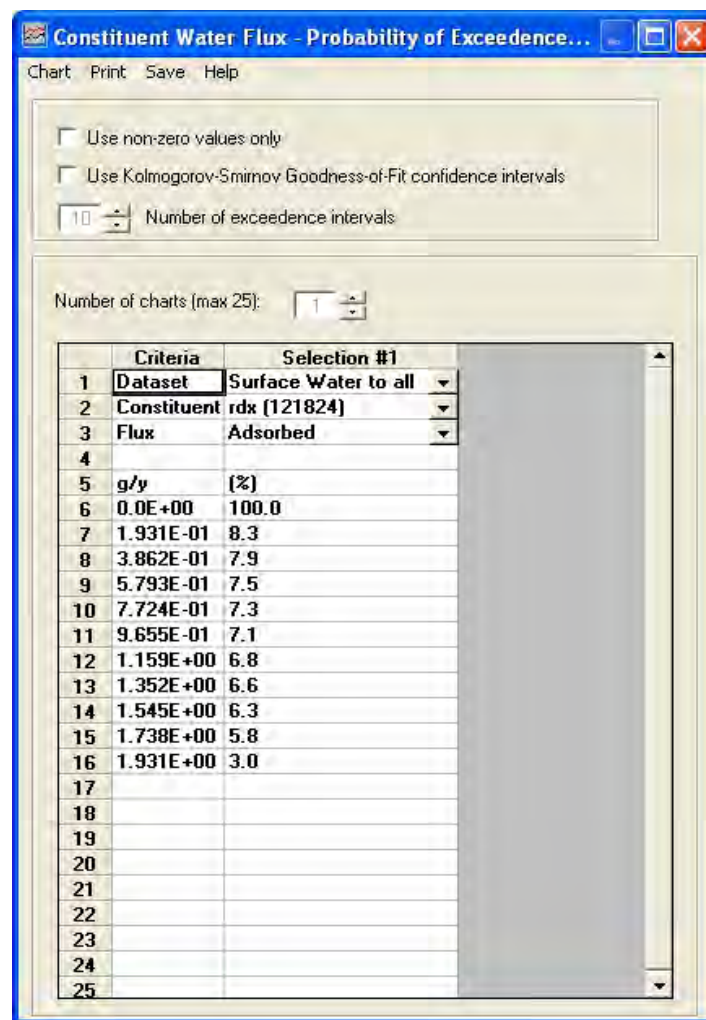 Constituent Water Flux - Probability of Exceedence...
Chart Print Save Help
Use non-zero values only
Use Kolmogorov-Smirnov Goodness-of-Fit confidence intervals
10 Number of exceedence intervals
Number of charts (max 25): 1
Criteria Selection #1
1 Dataset Surface Water to all
2 Constituent rdx (121824)
3 Flux Adsorbed
4
5 g/y (%)
6 0.0E+00 100.0
7 1.931E-01 8.3
8 3.862E-01 7.9
9 5.793E-01 7.5
10 7.724E-01 7.3
11 9.655E-01 7.1
12 1.159E+00 6.8
13 1.352E+00 6.6
14 1.545E+00 6.3
15 1.738E+00 5.8
16 1.931E+00 3.0
17
18
19
20
21
22
23
24
25